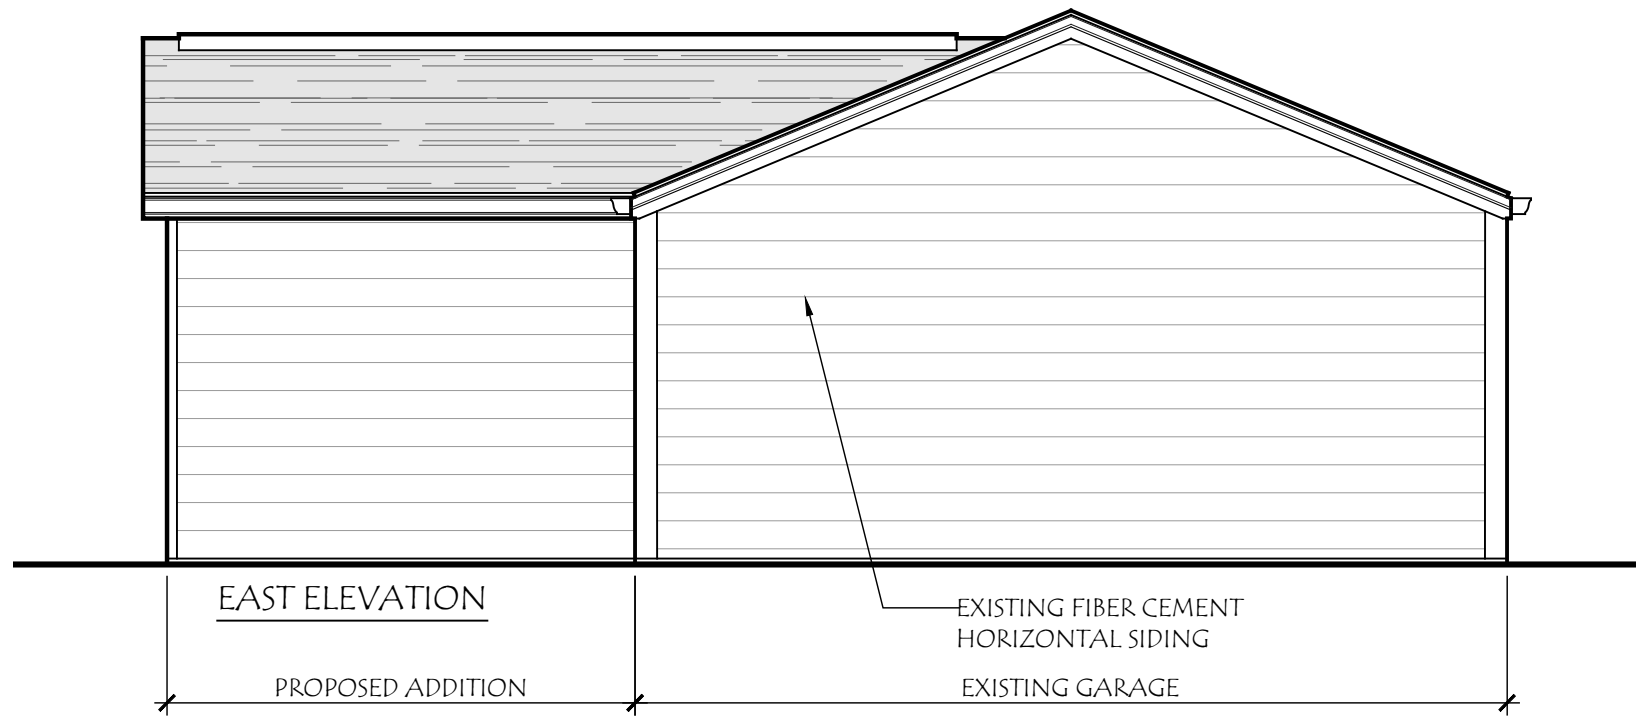 EAST ELEVATION
EXISTING FIBER CEMENT
HORIZONTAL SIDING
PROPOSED ADDITION
EXISTING GARAGE